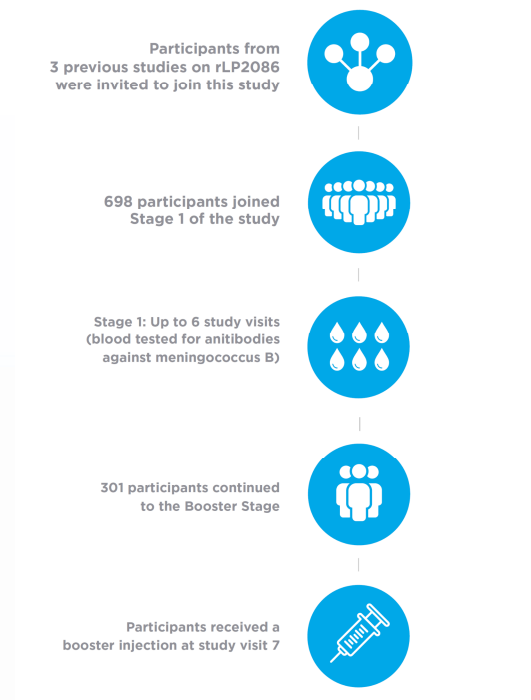 Participants from
3 previous studies on rLP2086
were invited to join this study
698 participants joined
Stage 1 of the study
Stage 1: Up to 6 study visits
(blood tested for anitibodies
against meningococcus B)
301 participants continued
to the Booster Stage
Participants received a
booster injection at study visit 7